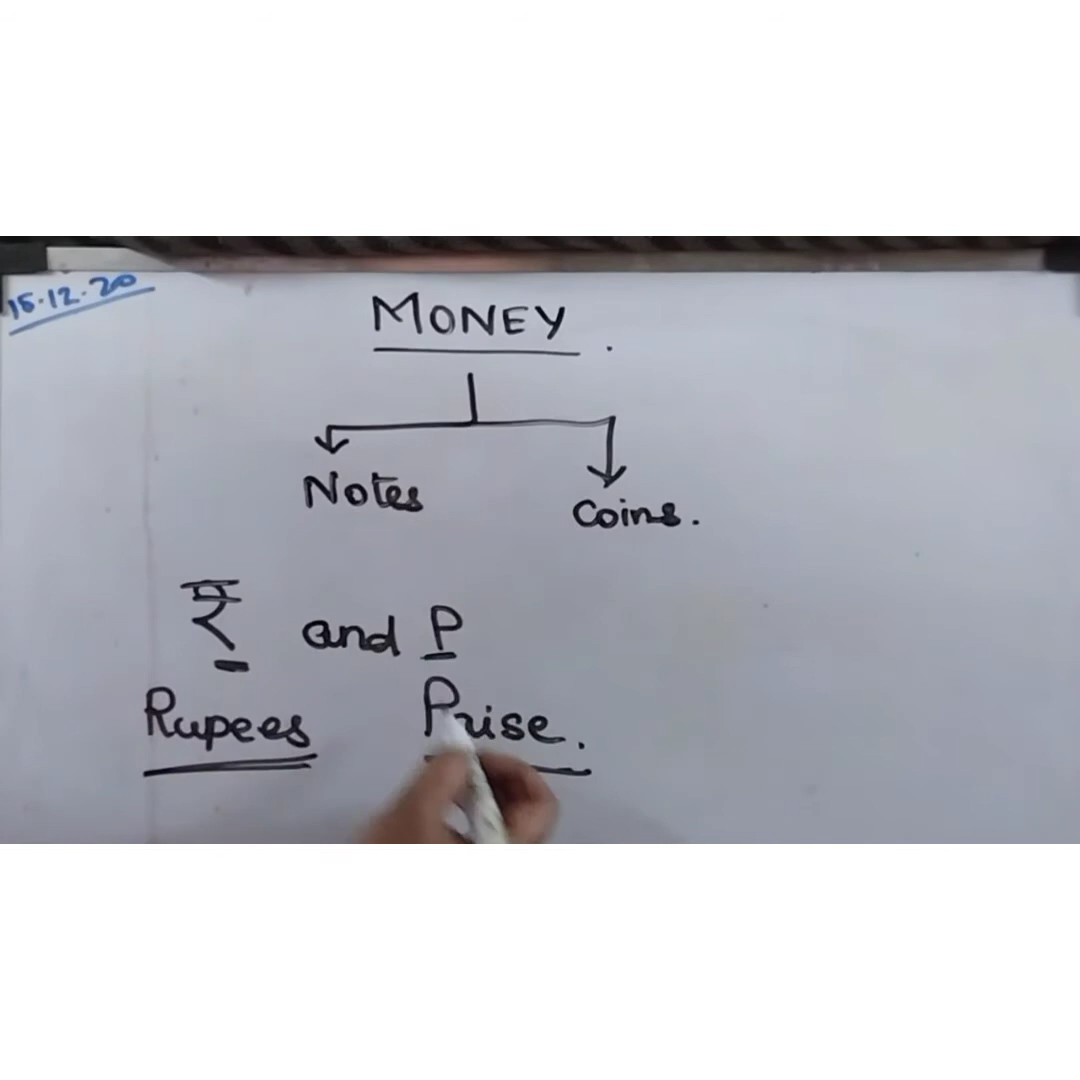 15.12.20
MONEY.
Notes Coins.
₹ and P
Rupees Paise.